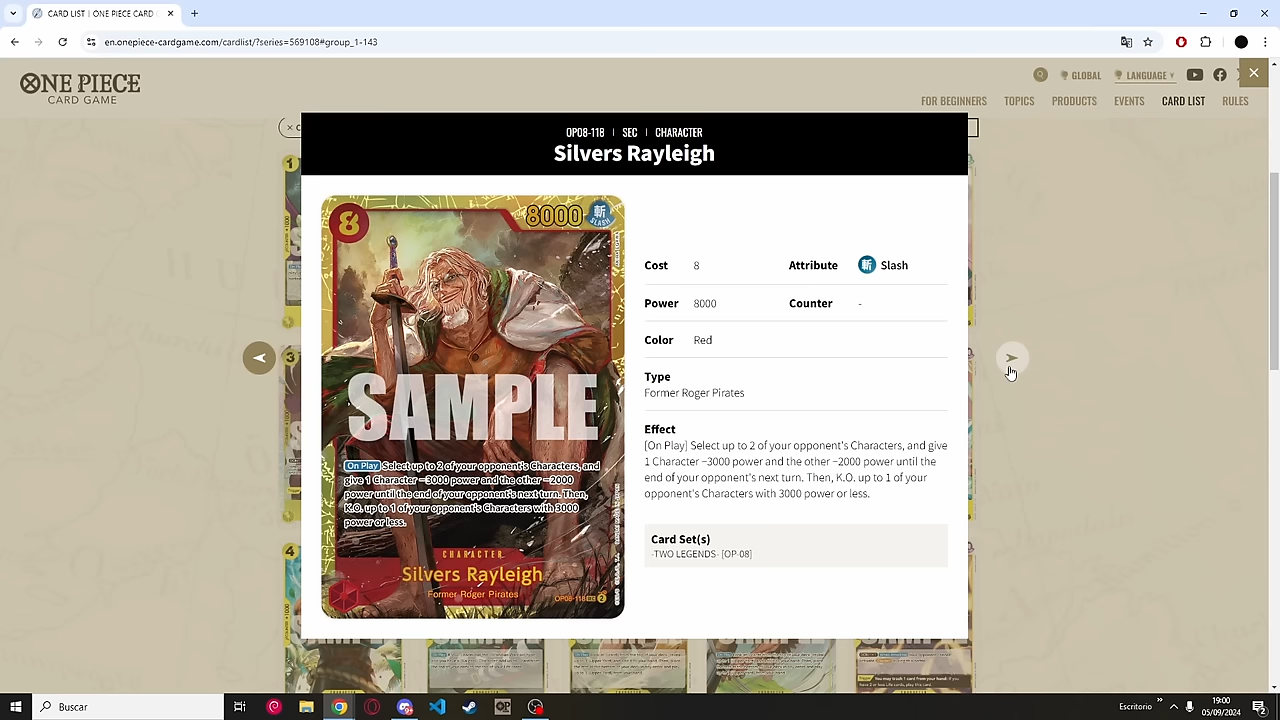 CARD LIST | ONE PIECE CARD
en.onepiece-cardgame.com/cardlist/?series=569108#group_1-143
ONE PIECE
CARD GAME
GLOBAL
LANGUAGE
FOR BEGINNERS
TOPICS
PRODUCTS
EVENTS
CARD LIST
RULES
OP08-118 | SEC | CHARACTER
Silvers Rayleigh
8
8000
斬
SLASH
SAMPLE
On Play Select up to 2 of your opponent's Characters, and
give 1 Character −3000 power and the other −2000
power until the end of your opponent's next turn. Then,
K.O. up to 1 of your opponent's Characters with 3000
power or less.
CHARACTER
Silvers Rayleigh
Former Roger Pirates
OP08-118
Cost 8
Attribute 斬 Slash
Power 8000
Counter -
Color Red
Type
Former Roger Pirates
Effect
[On Play] Select up to 2 of your opponent's Characters, and give
1 Character −3000 power and the other −2000 power until the
end of your opponent's next turn. Then, K.O. up to 1 of your
opponent's Characters with 3000 power or less.
Card Set(s)
-TWO LEGENDS- [OP-08]
1
3
4
Buscar
Escritorio
19:00
05/09/2024